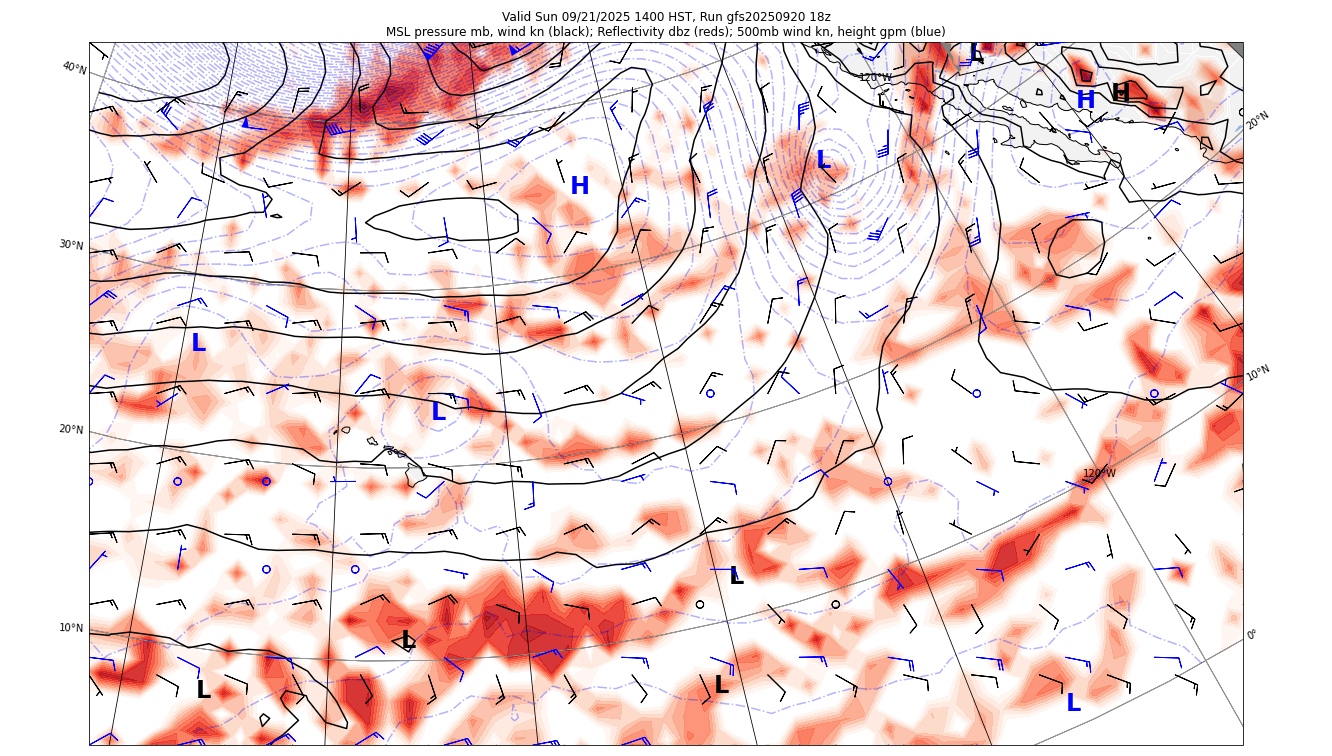 Valid Sun 09/21/2025 1400 HST, Run gfs20250920 18z
MSL pressure mb, wind kn (black); Reflectivity dbz (reds); 500mb wind kn, height gpm (blue)
L
40°N
120°W
H
H
20°N
L
H
30°N
L
10°N
L
20°N
120°W
L
10°N
L
0°
L
L
L